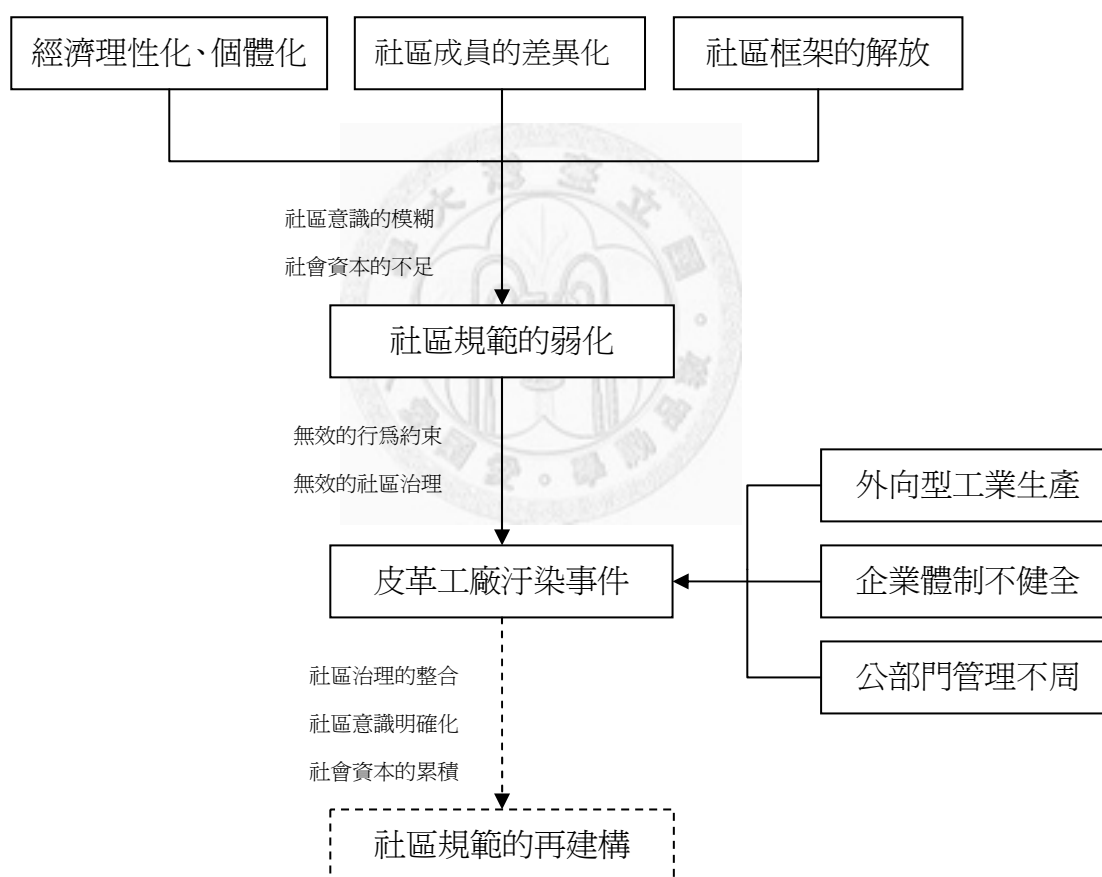 經濟理性化、個體化
社區成員的差異化
社區框架的解放
社區意識的模糊
社會資本的不足
社區規範的弱化
無效的行為約束
無效的社區治理
外向型工業生產
企業體制不健全
皮革工廠汙染事件
公部門管理不周
社區治理的整合
社區意識明確化
社會資本的累積
社區規範的再建構